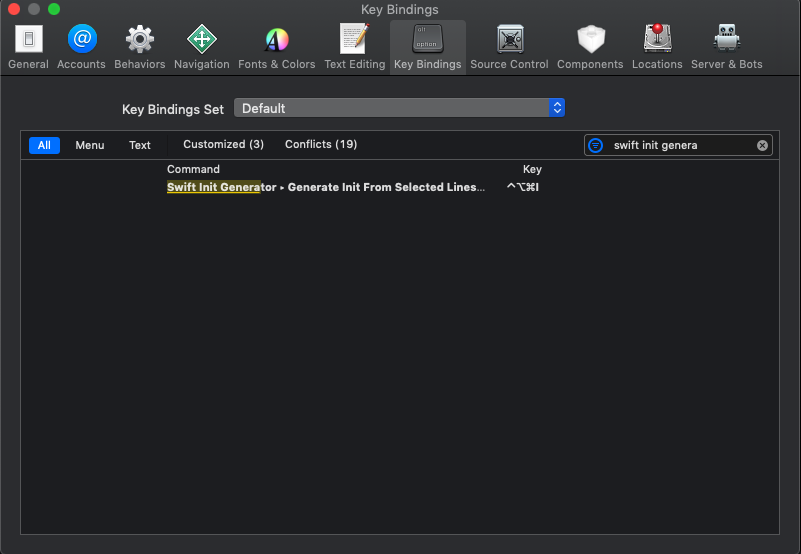 Key Bindings
General Accounts Behaviors Navigation Fonts & Colors Text Editing Key Bindings Source Control Components Locations Server & Bots
Key Bindings Set Default
All Menu Text Customized (3) Conflicts (19) swift init genera
Command Key
Swift Init Generator ▸ Generate Init From Selected Lines... ^⌥⌘I